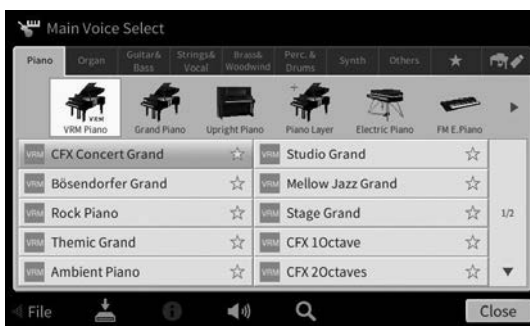 Main Voice Select
Piano Organ Guitar& Bass Strings& Vocal Brass& Woodwind Perc. & Drums Synth Others
VRM
VRM Piano Grand Piano Upright Piano Piano Layer Electric Piano FM E.Piano
VRM CFX Concert Grand VRM Studio Grand
VRM Bösendorfer Grand VRM Mellow Jazz Grand
VRM Rock Piano VRM Stage Grand 1/2
VRM Themic Grand VRM CFX 1Octave
VRM Ambient Piano VRM CFX 2Octaves
File Close